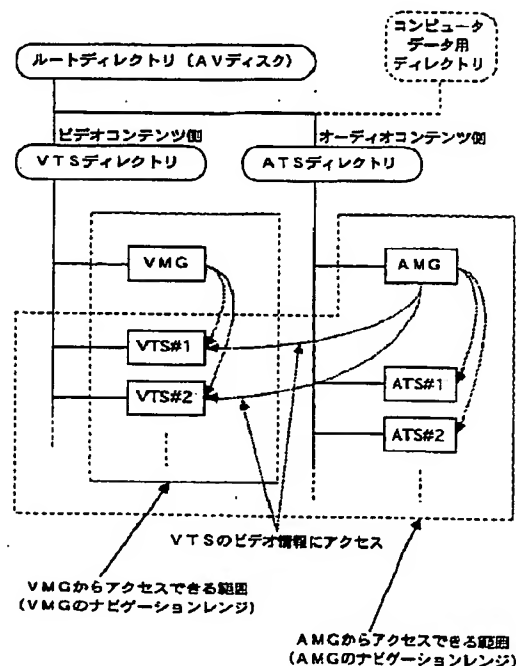 コンピュータ
データ用
ディレクトリ
ルートディレクトリ（AVディスク）
ビデオコンテンツ側
オーディオコンテンツ側
VTSディレクトリ
ATSディレクトリ
VMG
AMG
VTS#1
VTS#2
ATS#1
ATS#2
VTSのビデオ情報にアクセス
VMGからアクセスできる範囲
（VMGのナビゲーションレンジ）
AMGからアクセスできる範囲
（AMGのナビゲーションレンジ）